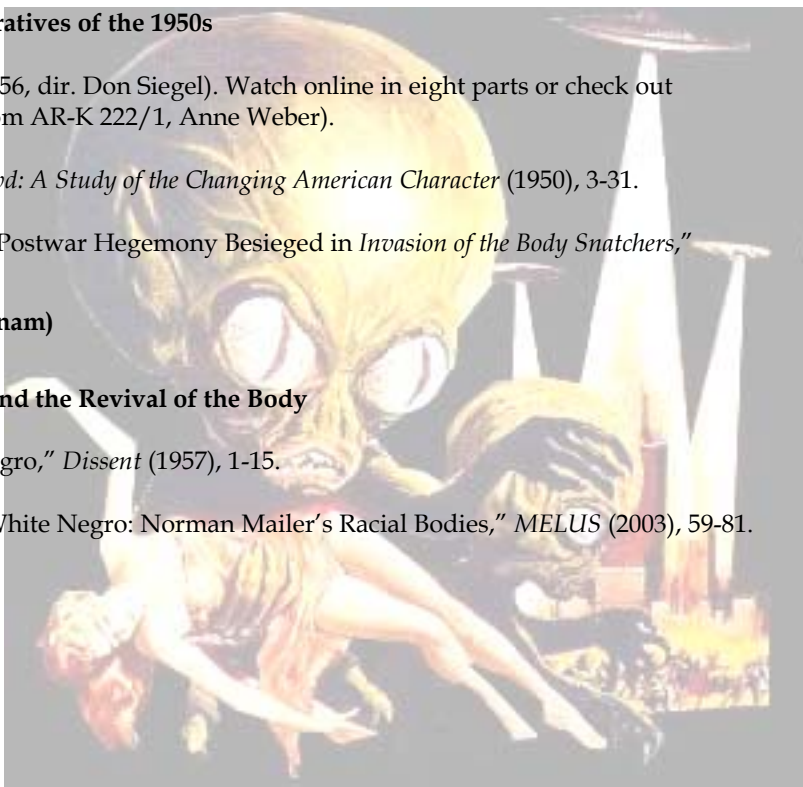 ratives of the 1950s
56, dir. Don Siegel). Watch online in eight parts or check out
om AR-K 222/1, Anne Weber).
wd: A Study of the Changing American Character (1950), 3-31.
Postwar Hegemony Besieged in Invasion of the Body Snatchers,”
nam)
nd the Revival of the Body
gro,” Dissent (1957), 1-15.
White Negro: Norman Mailer’s Racial Bodies,” MELUS (2003), 59-81.